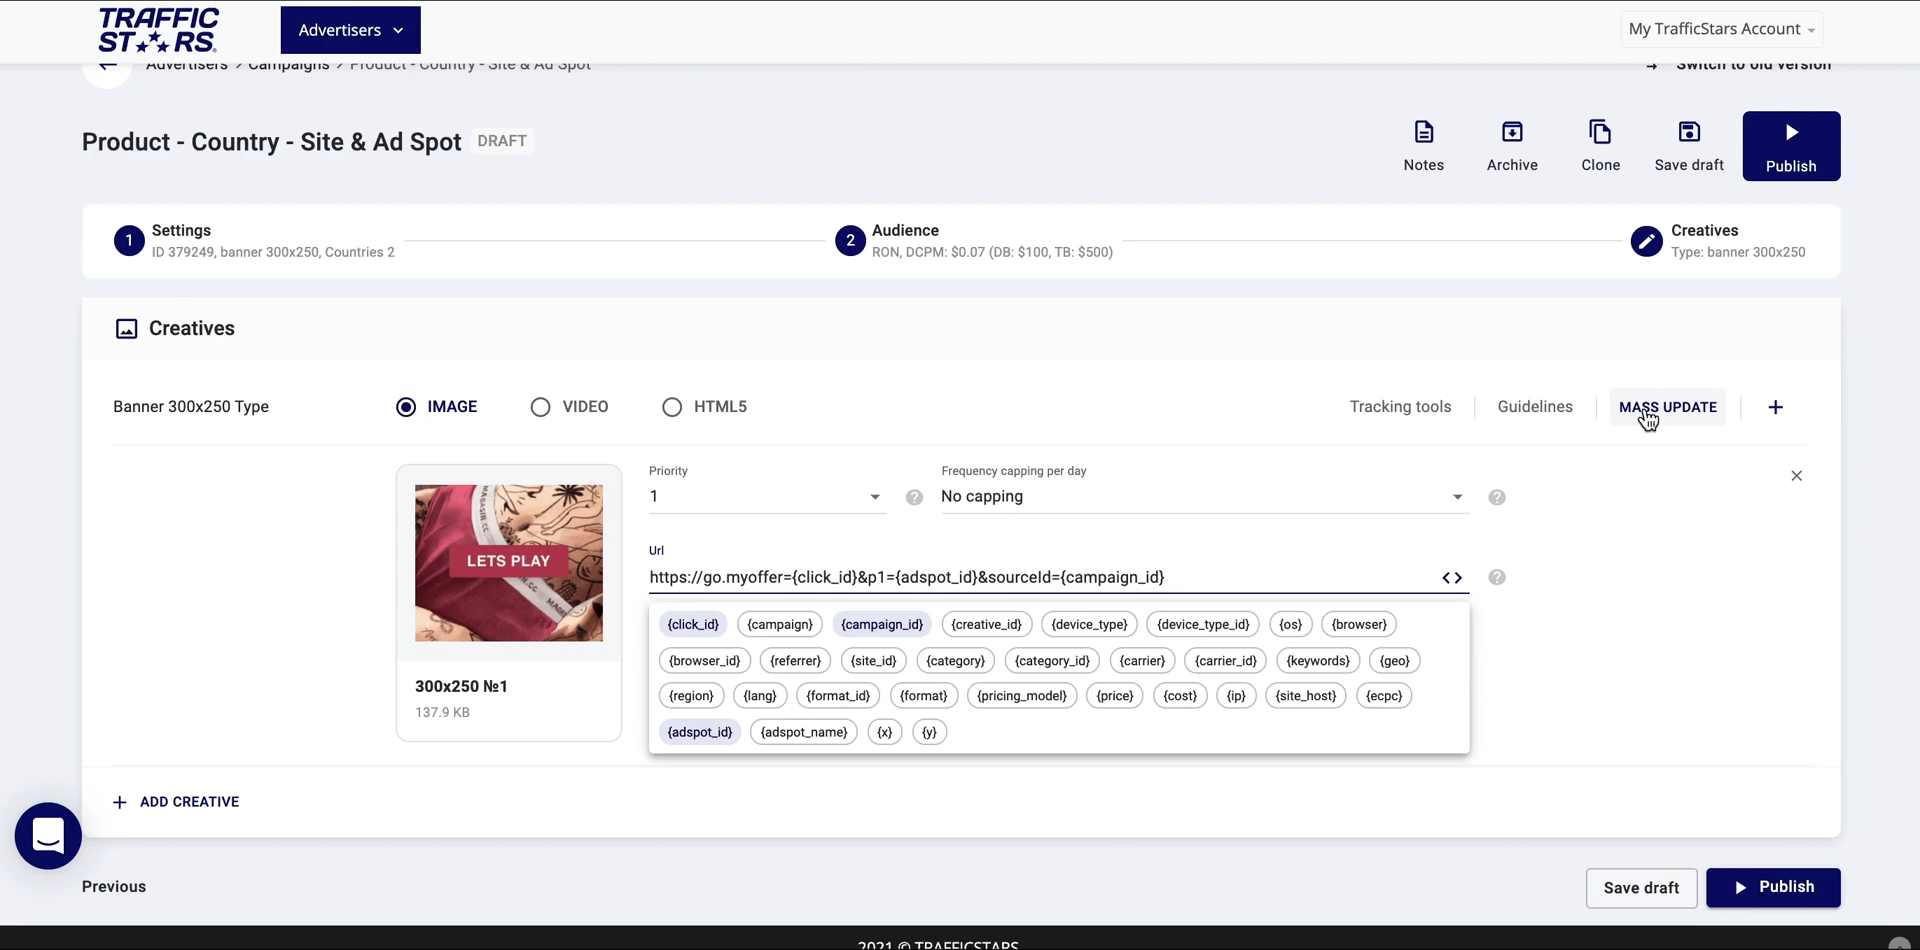 TRAFFIC
STARS
Advertisers
My TrafficStars Account
Advertisers > Campaigns > Product - Country - Site & Ad Spot
Switch to old version
Product - Country - Site & Ad Spot DRAFT
Notes
Archive
Clone
Save draft
Publish
1 Settings
ID 379249, banner 300x250, Countries 2
2 Audience
RON, DCPM: $0.07 (DB: $100, TB: $500)
Creatives
Type: banner 300x250
Creatives
Banner 300x250 Type
IMAGE
VIDEO
HTML5
Tracking tools
Guidelines
MASS UPDATE
+
Priority
1
?
Frequency capping per day
No capping
?
MAGASIN.CC
LETS PLAY
300x250 №1
137.9 KB
Url
https://go.myoffer={click_id}&p1={adspot_id}&sourceId={campaign_id}
<>
?
{click_id} {campaign} {campaign_id} {creative_id} {device_type} {device_type_id} {os} {browser}
{browser_id} {referrer} {site_id} {category} {category_id} {carrier} {carrier_id} {keywords} {geo}
{region} {lang} {format_id} {format} {pricing_model} {price} {cost} {ip} {site_host} {ecpc}
{adspot_id} {adspot_name} {x} {y}
+ ADD CREATIVE
Previous
Save draft
Publish
2021 © TRAFFICSTARS